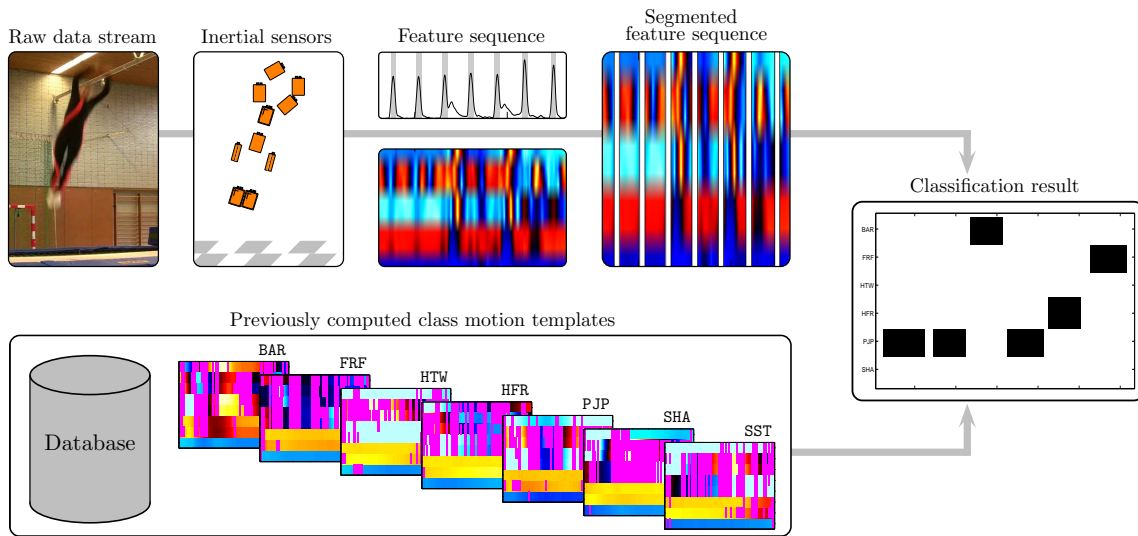 Raw data stream
Inertial sensors
Feature sequence
Segmented
feature sequence
Classification result
BAR
FRF
HTW
HFR
PJP
SHA
Previously computed class motion templates
Database
BAR
FRF
HTW
HFR
PJP
SHA
SST